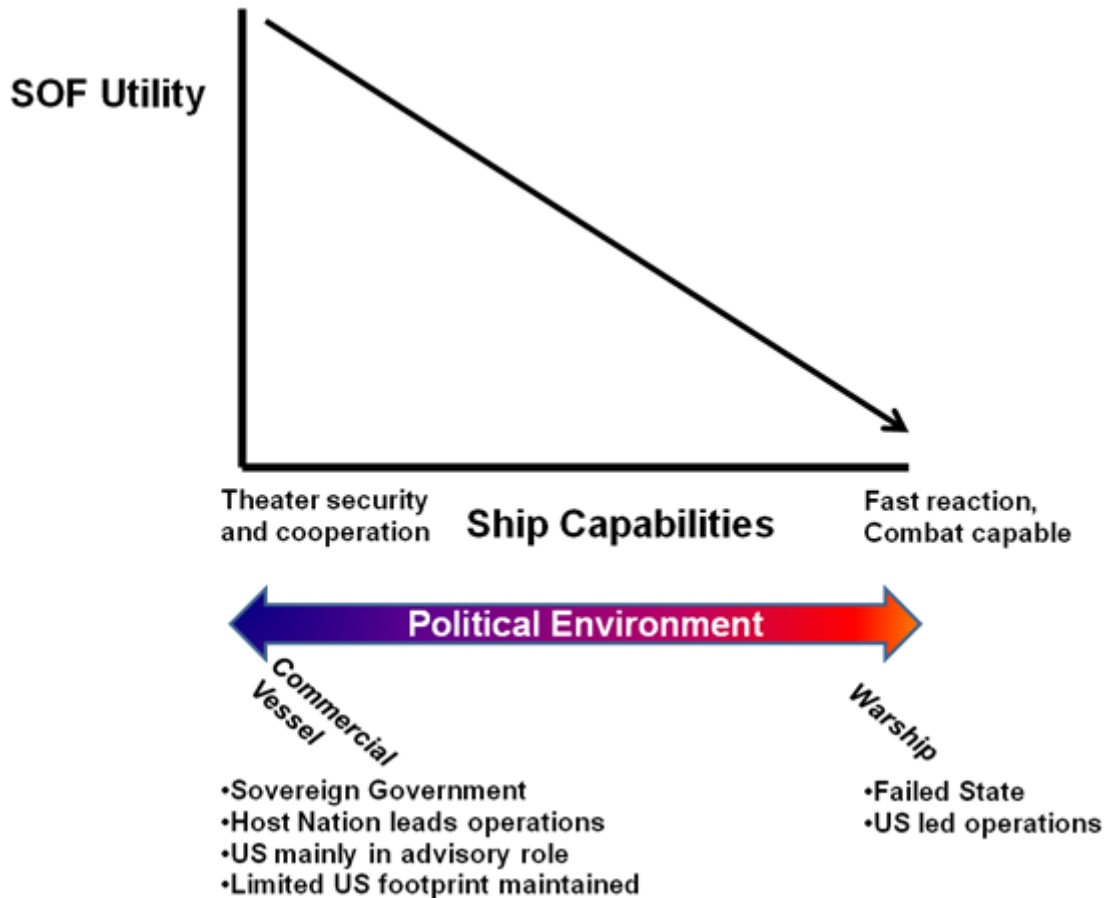 SOF Utility
Theater security
and cooperation
Ship Capabilities
Fast reaction,
Combat capable
Political Environment
Commercial
Vessel
Warship
•Sovereign Government
•Host Nation leads operations
•US mainly in advisory role
•Limited US footprint maintained
•Failed State
•US led operations